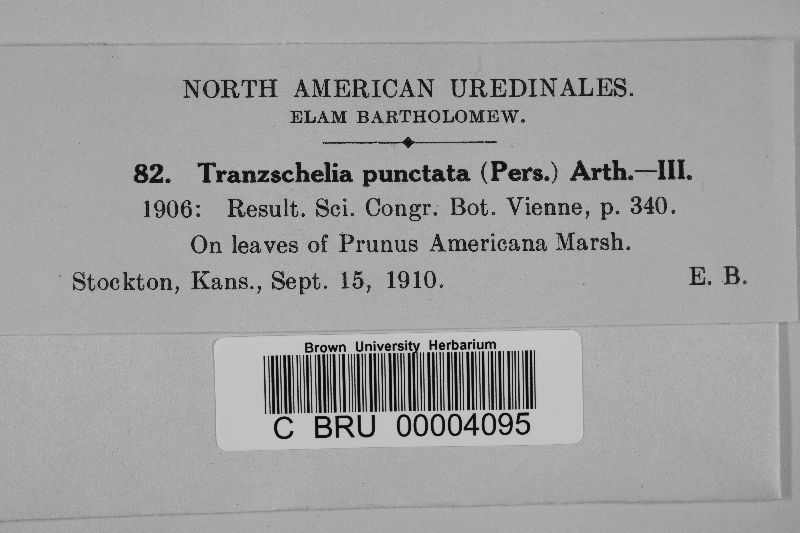 NORTH AMERICAN UREDINALES.
ELAM BARTHOLOMEW.
82. Tranzschelia punctata (Pers.) Arth.—III.
1906: Result. Sci. Congr. Bot. Vienne, p. 340.
On leaves of Prunus Americana Marsh.
Stockton, Kans., Sept. 15, 1910. E. B.
Brown University Herbarium
C BRU 00004095